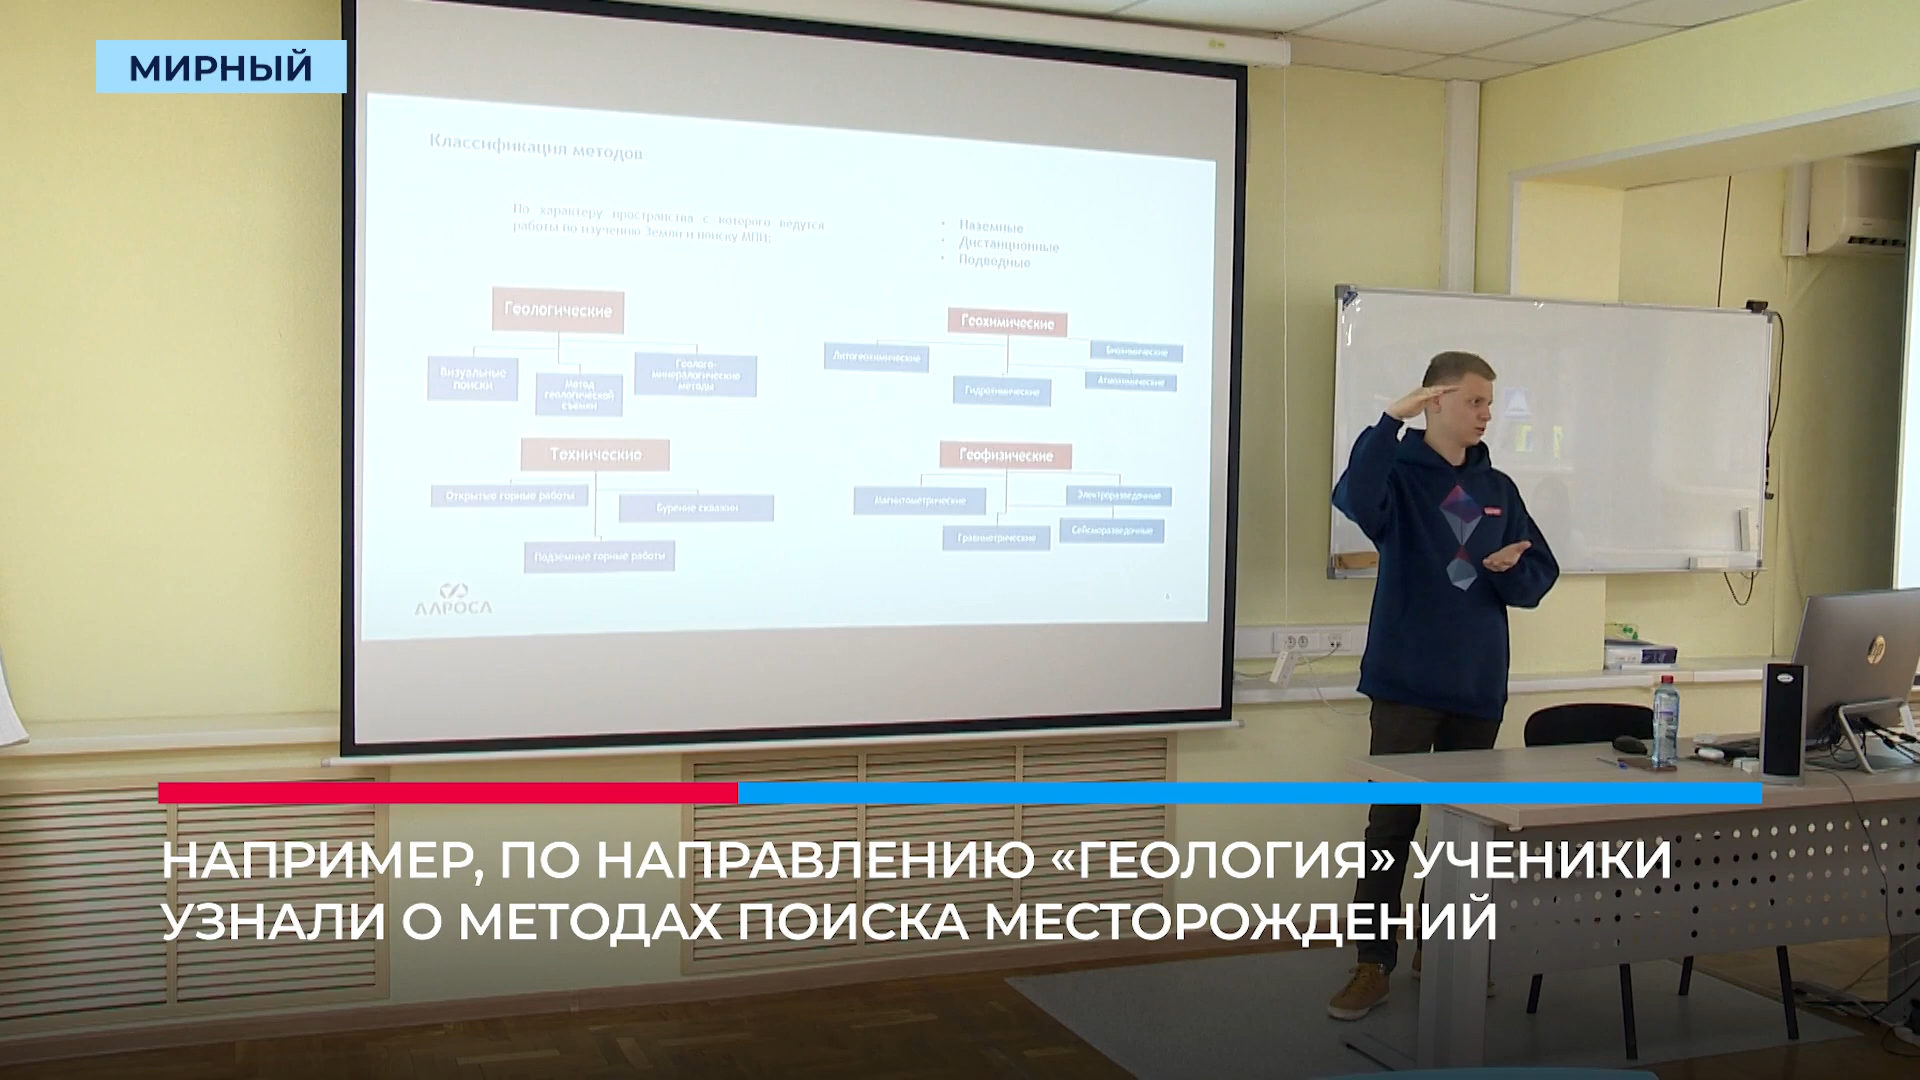 МИРНЫЙ
Классификация методов
По характеру пространства с которого ведутся
работы по изучению Земли и поиску МПИ:
• Наземные
• Дистанционные
• Подводные
Геологические
Визуальные
поиски
Метод
геологической
съемки
Геолого-
минералогические
методы
Геохимические
Литогеохимические
Гидрохимические
Биохимические
Атмохимические
Технические
Открытые горные работы
Бурение скважин
Подземные горные работы
Геофизические
Магнитометрические
Гравиметрические
Электроразведочные
Сейсморазведочные
АЛРОСА
hp
НАПРИМЕР, ПО НАПРАВЛЕНИЮ «ГЕОЛОГИЯ» УЧЕНИКИ
УЗНАЛИ О МЕТОДАХ ПОИСКА МЕСТОРОЖДЕНИЙ